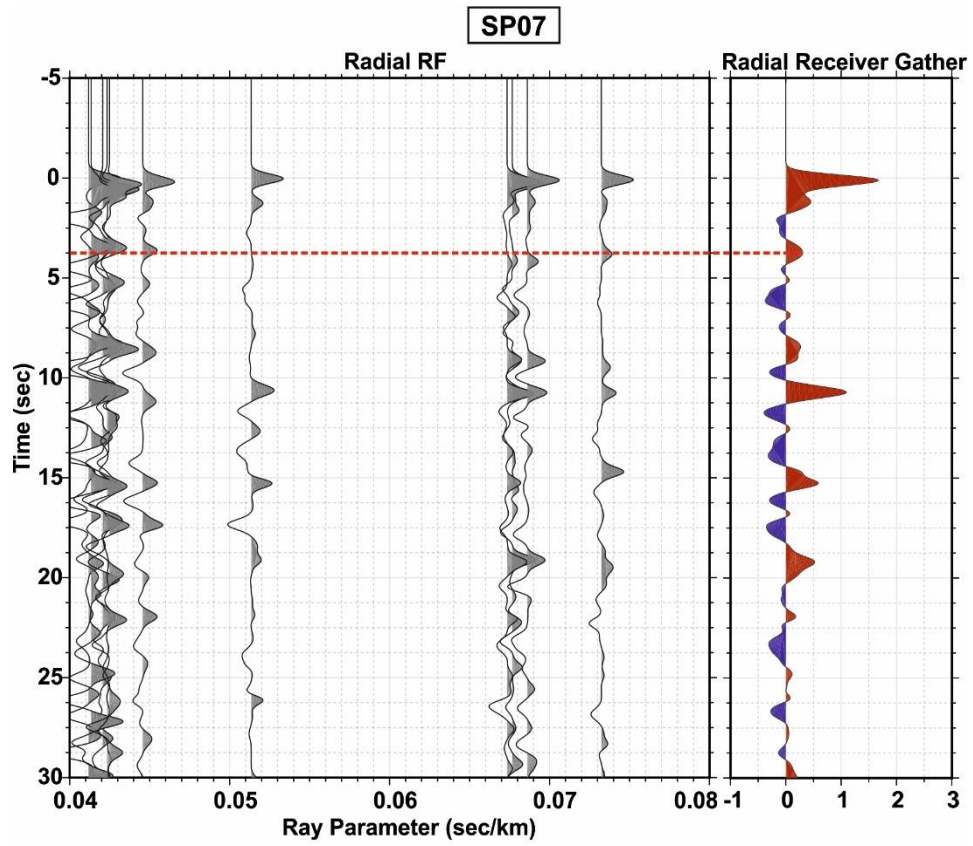 SP07
Radial RF
Radial Receiver Gather
-5
0
5
10
15
20
25
30
Time (sec)
0.04 0.05 0.06 0.07 0.08
-1 0 1 2 3
Ray Parameter (sec/km)